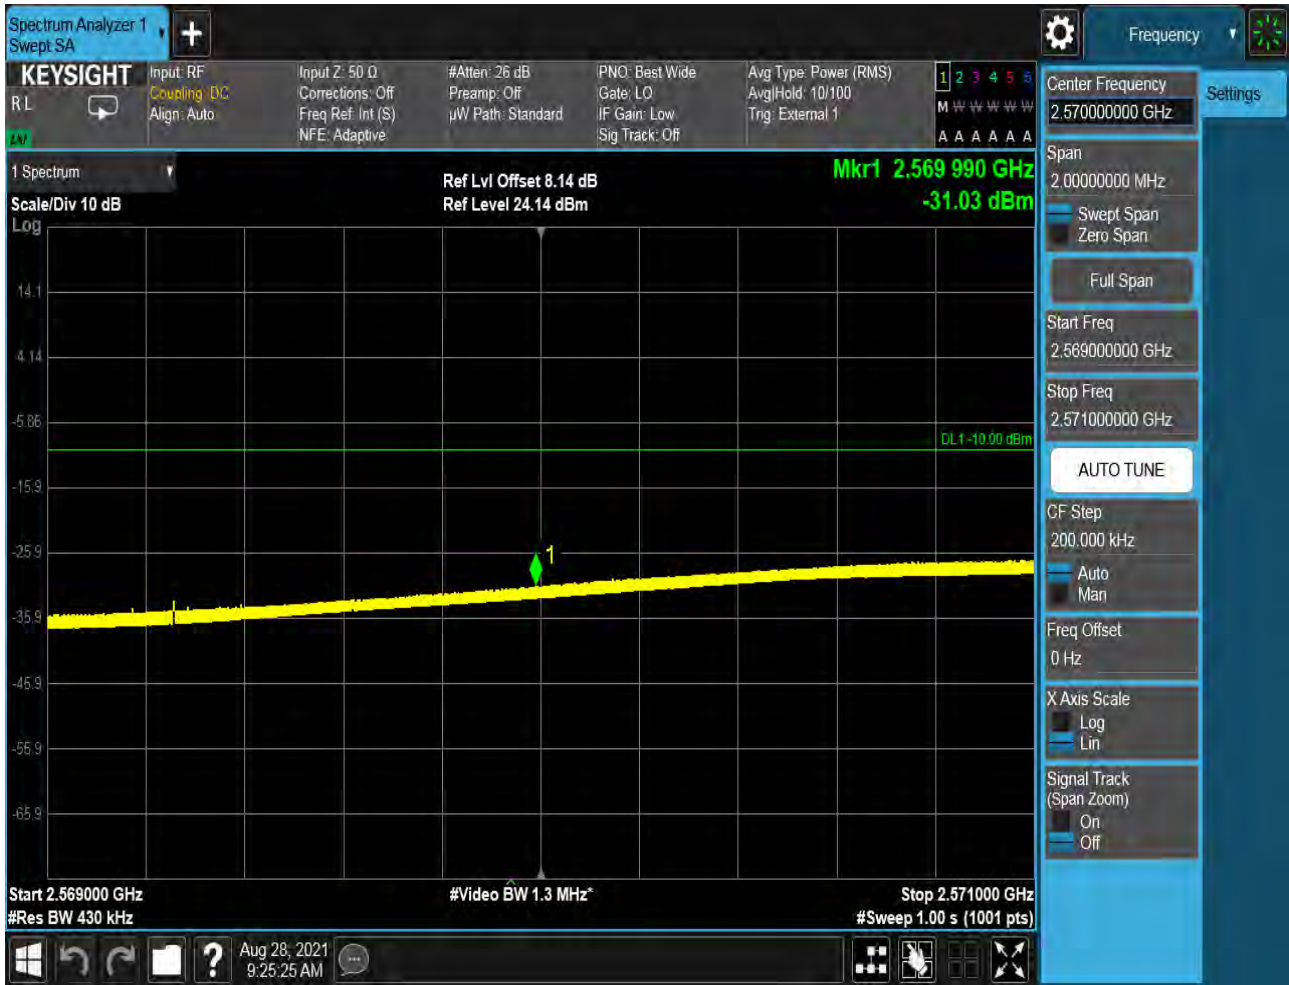 Spectrum Analyzer 1
Swept SA
+
Frequency
KEYSIGHT
R L
LXI
Input: RF
Coupling: DC
Align: Auto
Input Z: 50 Ω
Corrections: Off
Freq Ref: Int (S)
NFE: Adaptive
#Atten: 26 dB
Preamp: Off
µW Path: Standard
PNO: Best Wide
Gate: LO
IF Gain: Low
Sig Track: Off
Avg Type: Power (RMS)
Avg|Hold: 10/100
Trig: External 1
1 2 3 4 5 6
M W W W W W
A A A A A A
1 Spectrum
Scale/Div 10 dB
Ref Lvl Offset 8.14 dB
Ref Level 24.14 dBm
Mkr1 2.569 990 GHz
-31.03 dBm
Log
14.1
4.14
-5.86
DL1 -10.00 dBm
-15.9
-25.9
1
-35.9
-45.9
-55.9
-65.9
Start 2.569000 GHz
#Res BW 430 kHz
#Video BW 1.3 MHz*
Stop 2.571000 GHz
#Sweep 1.00 s (1001 pts)
Center Frequency
2.570000000 GHz
Settings
Span
2.00000000 MHz
Swept Span
Zero Span
Full Span
Start Freq
2.569000000 GHz
Stop Freq
2.571000000 GHz
AUTO TUNE
CF Step
200.000 kHz
Auto
Man
Freq Offset
0 Hz
X Axis Scale
Log
Lin
Signal Track
(Span Zoom)
On
Off
?
Aug 28, 2021
9:25:25 AM